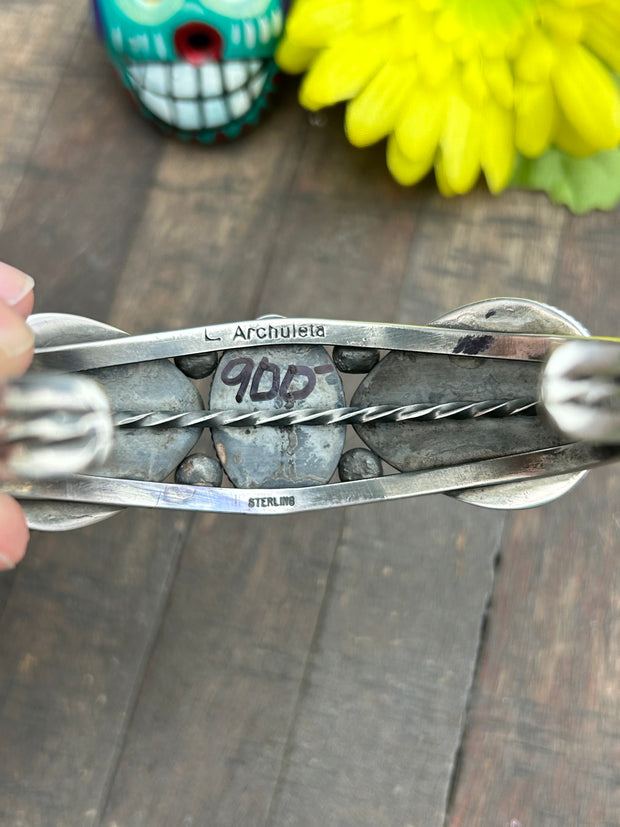 L Archuleta
900-
STERLING